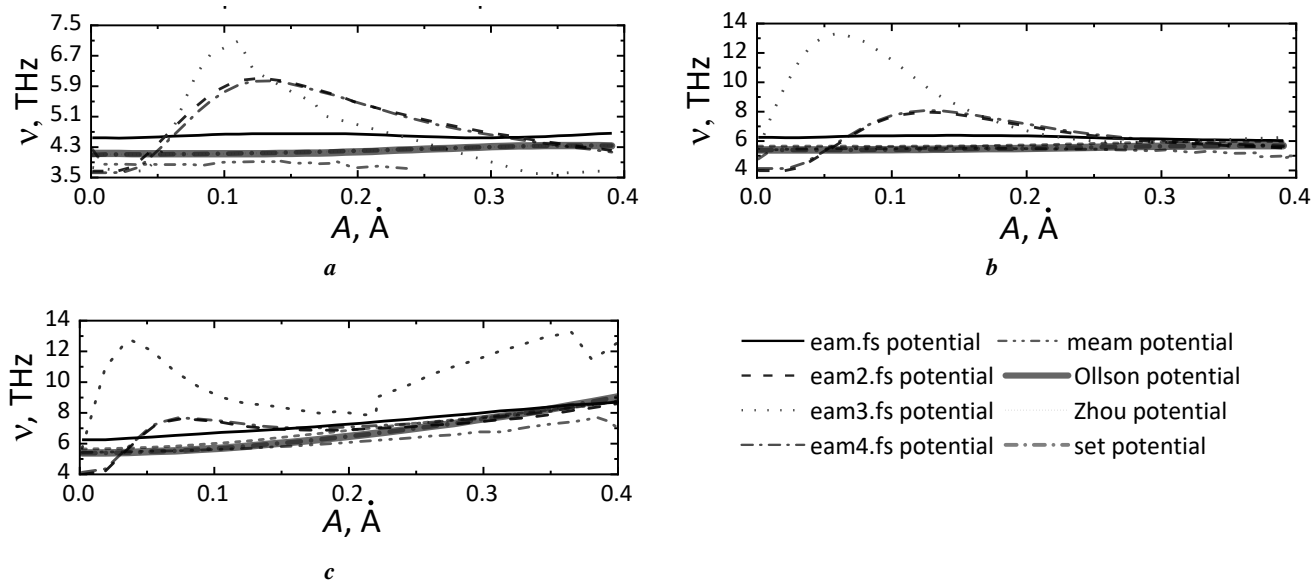 7.5
6.7
5.9
5.1
4.3
3.5
ν, THz
0.0 0.1 0.2 0.3 0.4
A, Å
a
14
12
10
8
6
4
ν, THz
0.0 0.1 0.2 0.3 0.4
A, Å
b
14
12
10
8
6
4
ν, THz
0.0 0.1 0.2 0.3 0.4
A, Å
c
eam.fs potential
eam2.fs potential
eam3.fs potential
eam4.fs potential
meam potential
Ollson potential
Zhou potential
set potential